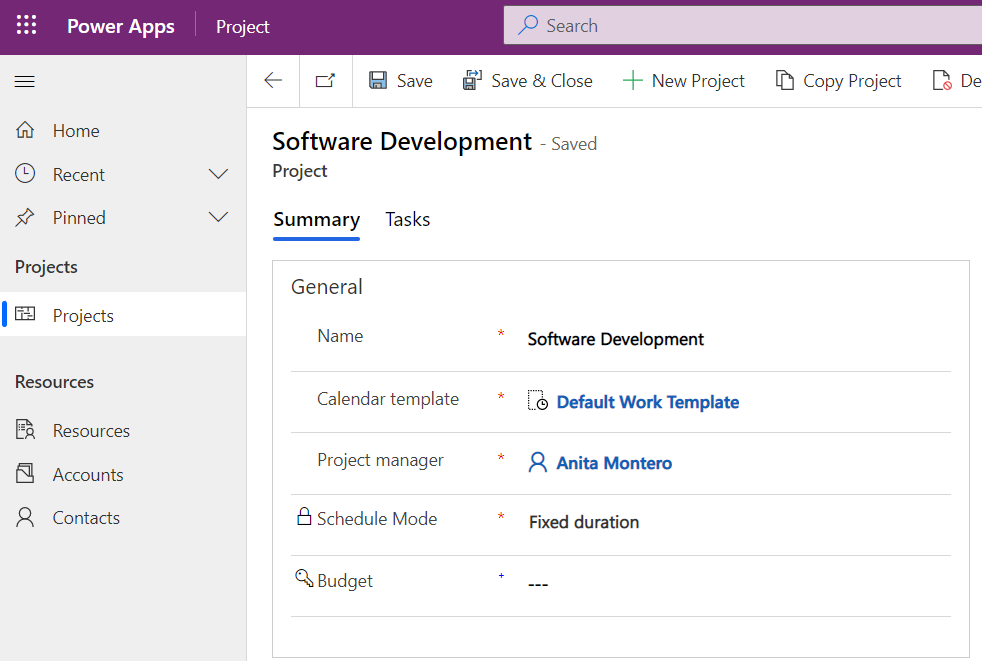 Power Apps Project Search
Save Save & Close New Project Copy Project De
Home
Recent
Pinned
Projects
Projects
Resources
Resources
Accounts
Contacts
Software Development - Saved
Project
Summary Tasks
General
Name * Software Development
Calendar template * Default Work Template
Project manager * Anita Montero
Schedule Mode * Fixed duration
Budget + ---